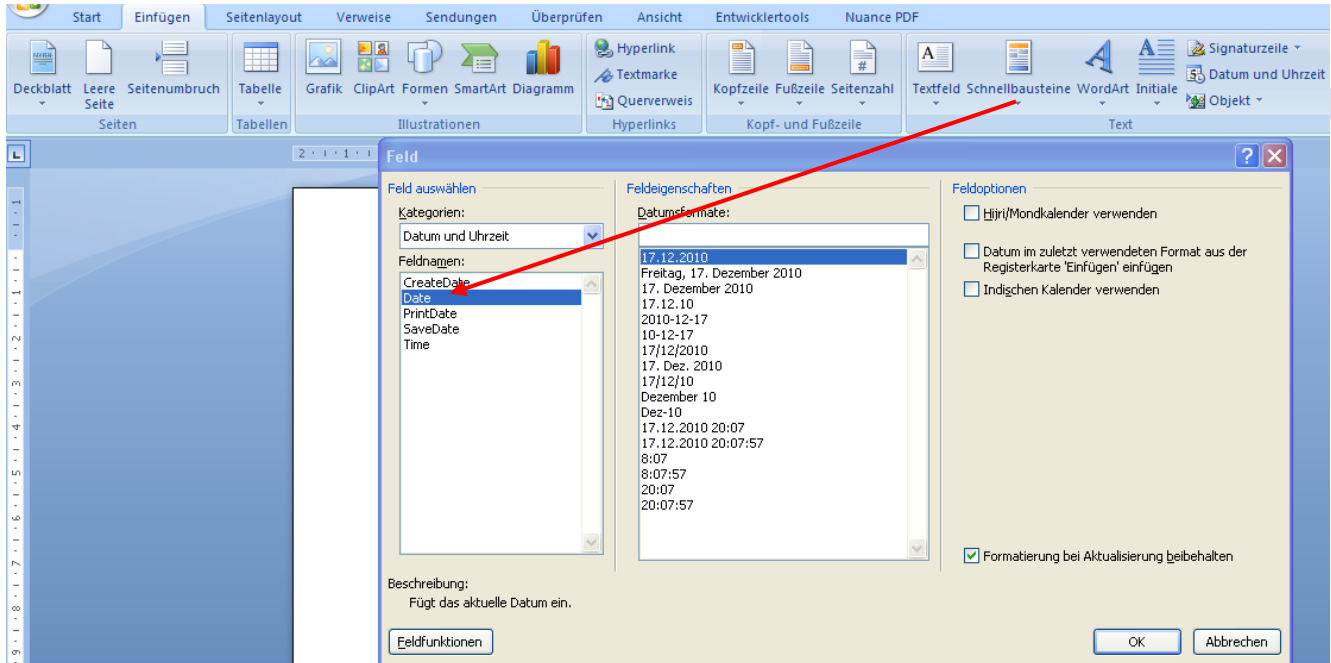 Start Einfügen Seitenlayout Verweise Sendungen Überprüfen Ansicht Entwicklertools Nuance PDF
Deckblatt Leere Seite Seitenumbruch
Seiten
Tabelle
Tabellen
Grafik ClipArt Formen SmartArt Diagramm
Illustrationen
Hyperlink
Textmarke
Querverweis
Hyperlinks
Kopfzeile Fußzeile Seitenzahl
Kopf- und Fußzeile
Textfeld Schnellbausteine WordArt Initiale
Signaturzeile
Datum und Uhrzeit
Objekt
Text
2 · 1 · 1 · 1
Feld
Feld auswählen
Kategorien:
Datum und Uhrzeit
Feldnamen:
CreateDate
Date
PrintDate
SaveDate
Time
Feldeigenschaften
Datumsformate:
17.12.2010
Freitag, 17. Dezember 2010
17. Dezember 2010
17.12.10
2010-12-17
10-12-17
17/12/2010
17. Dez. 2010
17/12/10
Dezember 10
Dez-10
17.12.2010 20:07
17.12.2010 20:07:57
8:07
8:07:57
20:07
20:07:57
Feldoptionen
Hijri/Mondkalender verwenden
Datum im zuletzt verwendeten Format aus der
Registerkarte 'Einfügen' einfügen
Indischen Kalender verwenden
Formatierung bei Aktualisierung beibehalten
Beschreibung:
Fügt das aktuelle Datum ein.
Feldfunktionen
OK
Abbrechen